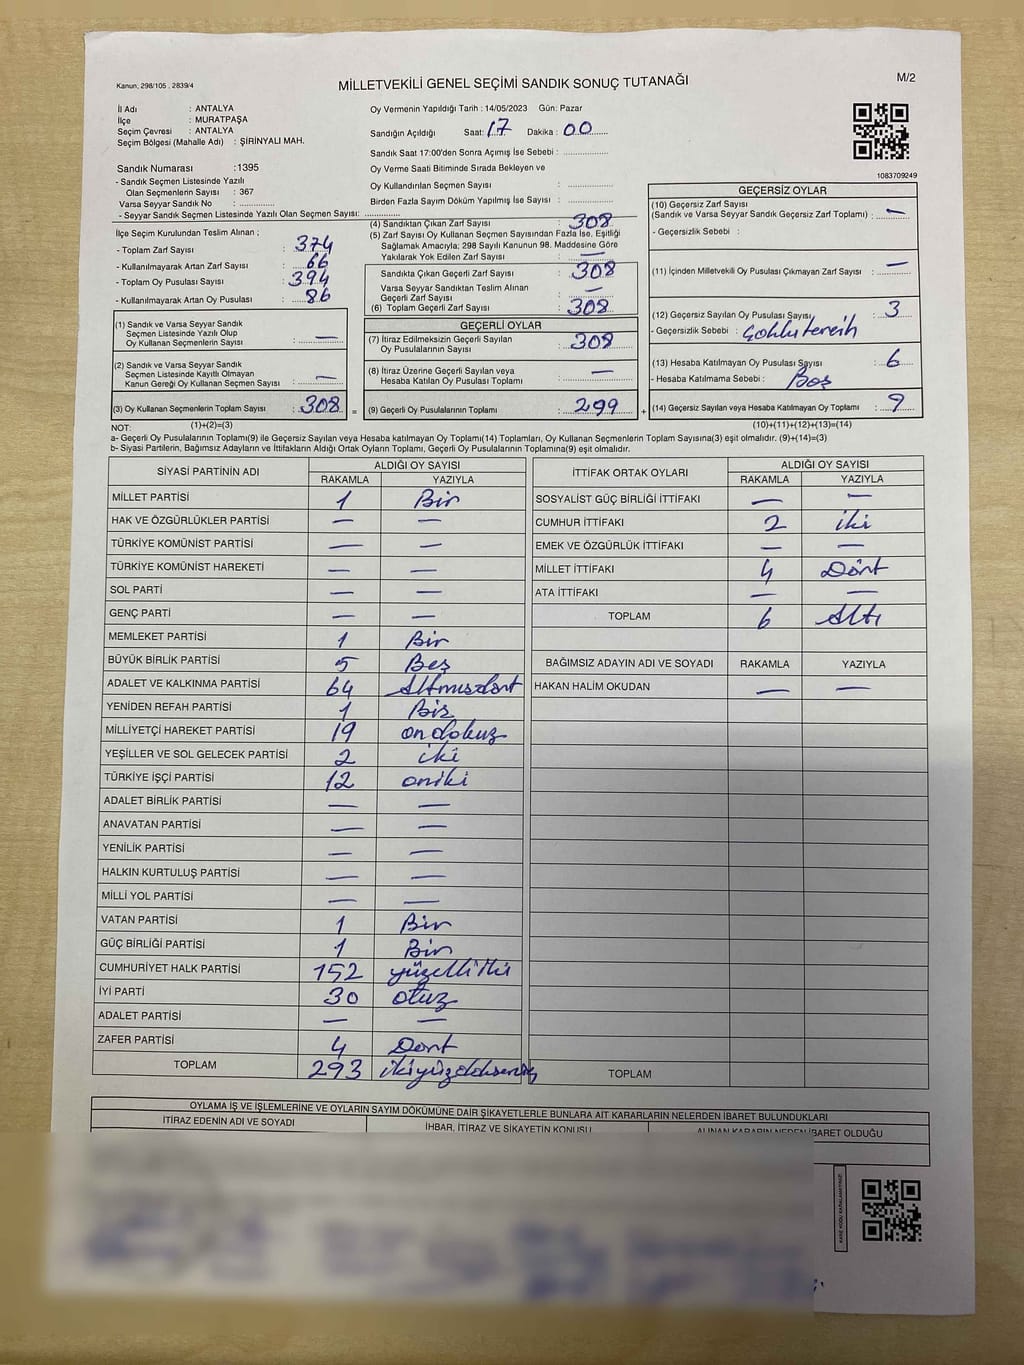 Kanun; 298/105 , 2839/4
MİLLETVEKİLİ GENEL SEÇİMİ SANDIK SONUÇ TUTANAĞI
M/2
İl Adı : ANTALYA
İlçe : MURATPAŞA
Seçim Çevresi : ANTALYA
Seçim Bölgesi (Mahalle Adı) : ŞİRİNYALI MAH.
Sandık Numarası :1395
- Sandık Seçmen Listesinde Yazılı
Olan Seçmenlerin Sayısı : 367
Varsa Seyyar Sandık No : ..............
- Seyyar Sandık Seçmen Listesinde Yazılı Olan Seçmen Sayısı: ..............
Oy Vermenin Yapıldığı Tarih : 14/05/2023 Gün: Pazar
Sandığın Açıldığı Saat: 17 Dakika : 00
Sandık Saat 17:00'den Sonra Açımış İse Sebebi : ..............
Oy Verme Saati Bitiminde Sırada Bekleyen ve
Oy Kullandırılan Seçmen Sayısı : ..............
Birden Fazla Sayım Döküm Yapılmış İse Sayısı : ..............
1083709249
İlçe Seçim Kurulundan Teslim Alınan ;
- Toplam Zarf Sayısı : 374
- Kullanılmayarak Artan Zarf Sayısı : 66
- Toplam Oy Pusulası Sayısı : 394
- Kullanılmayarak Artan Oy Pusulası : 86
(1) Sandık ve Varsa Seyyar Sandık
Seçmen Listesinde Yazılı Olup
Oy Kullanan Seçmenlerin Sayısı : —
(2) Sandık ve Varsa Seyyar Sandık
Seçmen Listesinde Kayıtlı Olmayan
Kanun Gereği Oy Kullanan Seçmen Sayısı : —
(3) Oy Kullanan Seçmenlerin Toplam Sayısı : 308 =
(1)+(2)=(3)
(4) Sandıktan Çıkan Zarf Sayısı : 308
(5) Zarf Sayısı Oy Kullanan Seçmen Sayısından Fazla İse, Eşitliği
Sağlamak Amacıyla; 298 Sayılı Kanunun 98. Maddesine Göre
Yakılarak Yok Edilen Zarf Sayısı : —
Sandıkta Çıkan Geçerli Zarf Sayısı : 308
Varsa Seyyar Sandıktan Teslim Alınan
Geçerli Zarf Sayısı : —
(6) Toplam Geçerli Zarf Sayısı : 308
GEÇERLİ OYLAR
(7) İtiraz Edilmeksizin Geçerli Sayılan
Oy Pusulalarının Sayısı : 308
(8) İtiraz Üzerine Geçerli Sayılan veya
Hesaba Katılan Oy Pusulası Toplamı : —
(9) Geçerli Oy Pusulalarının Toplamı : 299 +
GEÇERSİZ OYLAR
(10) Geçersiz Zarf Sayısı
(Sandık ve Varsa Seyyar Sandık Geçersiz Zarf Toplamı) : —
- Geçersizlik Sebebi :
(11) İçinden Milletvekili Oy Pusulası Çıkmayan Zarf Sayısı : —
(12) Geçersiz Sayılan Oy Pusulası Sayısı : 3
- Geçersizlik Sebebi : Çoklu tercih
(13) Hesaba Katılmayan Oy Pusulası Sayısı : 6
- Hesaba Katılmama Sebebi : Boş
(14) Geçersiz Sayılan veya Hesaba Katılmayan Oy Toplamı : 9
(10)+(11)+(12)+(13)=(14)
NOT:
a- Geçerli Oy Pusulalarının Toplamı(9) ile Geçersiz Sayılan veya Hesaba katılmayan Oy Toplamı(14) Toplamları, Oy Kullanan Seçmenlerin Toplam Sayısına(3) eşit olmalıdır. (9)+(14)=(3)
b- Siyasi Partilerin, Bağımsız Adayların ve İttifakların Aldığı Ortak Oyların Toplamı, Geçerli Oy Pusulalarının Toplamına(9) eşit olmalıdır.
SİYASİ PARTİNİN ADI ALDIĞI OY SAYISI
RAKAMLA YAZIYLA
MİLLET PARTİSİ 1 Bir
HAK VE ÖZGÜRLÜKLER PARTİSİ — —
TÜRKİYE KOMÜNİST PARTİSİ — —
TÜRKİYE KOMÜNİST HAREKETİ — —
SOL PARTİ — —
GENÇ PARTİ — —
MEMLEKET PARTİSİ 1 Bir
BÜYÜK BİRLİK PARTİSİ 5 Beş
ADALET VE KALKINMA PARTİSİ 64 Altmışdört
YENİDEN REFAH PARTİSİ 1 Bir
MİLLİYETÇİ HAREKET PARTİSİ 19 ondokuz
YEŞİLLER VE SOL GELECEK PARTİSİ 2 iki
TÜRKİYE İŞÇİ PARTİSİ 12 oniki
ADALET BİRLİK PARTİSİ — —
ANAVATAN PARTİSİ — —
YENİLİK PARTİSİ — —
HALKIN KURTULUŞ PARTİSİ — —
MİLLİ YOL PARTİSİ — —
VATAN PARTİSİ 1 Bir
GÜÇ BİRLİĞİ PARTİSİ 1 Bir
CUMHURİYET HALK PARTİSİ 152 yüzelliiki
İYİ PARTİ 30 otuz
ADALET PARTİSİ — —
ZAFER PARTİSİ 4 Dört
TOPLAM 293
İTTİFAK ORTAK OYLARI ALDIĞI OY SAYISI
RAKAMLA YAZIYLA
SOSYALİST GÜÇ BİRLİĞİ İTTİFAKI — —
CUMHUR İTTİFAKI 2 iki
EMEK VE ÖZGÜRLÜK İTTİFAKI — —
MİLLET İTTİFAKI 4 Dört
ATA İTTİFAKI — —
TOPLAM 6 Altı
BAĞIMSIZ ADAYIN ADI VE SOYADI RAKAMLA YAZIYLA
HAKAN HALİM OKUDAN — —
TOPLAM
OYLAMA İŞ VE İŞLEMLERİNE VE OYLARIN SAYIM DÖKÜMÜNE DAİR ŞİKAYETLERLE BUNLARA AİT KARARLARIN NELERDEN İBARET BULUNDUKLARI
İTİRAZ EDENİN ADI VE SOYADI İHBAR, İTİRAZ VE ŞİKAYETİN KONUSU ALINAN KARARIN NEDEN İBARET OLDUĞU